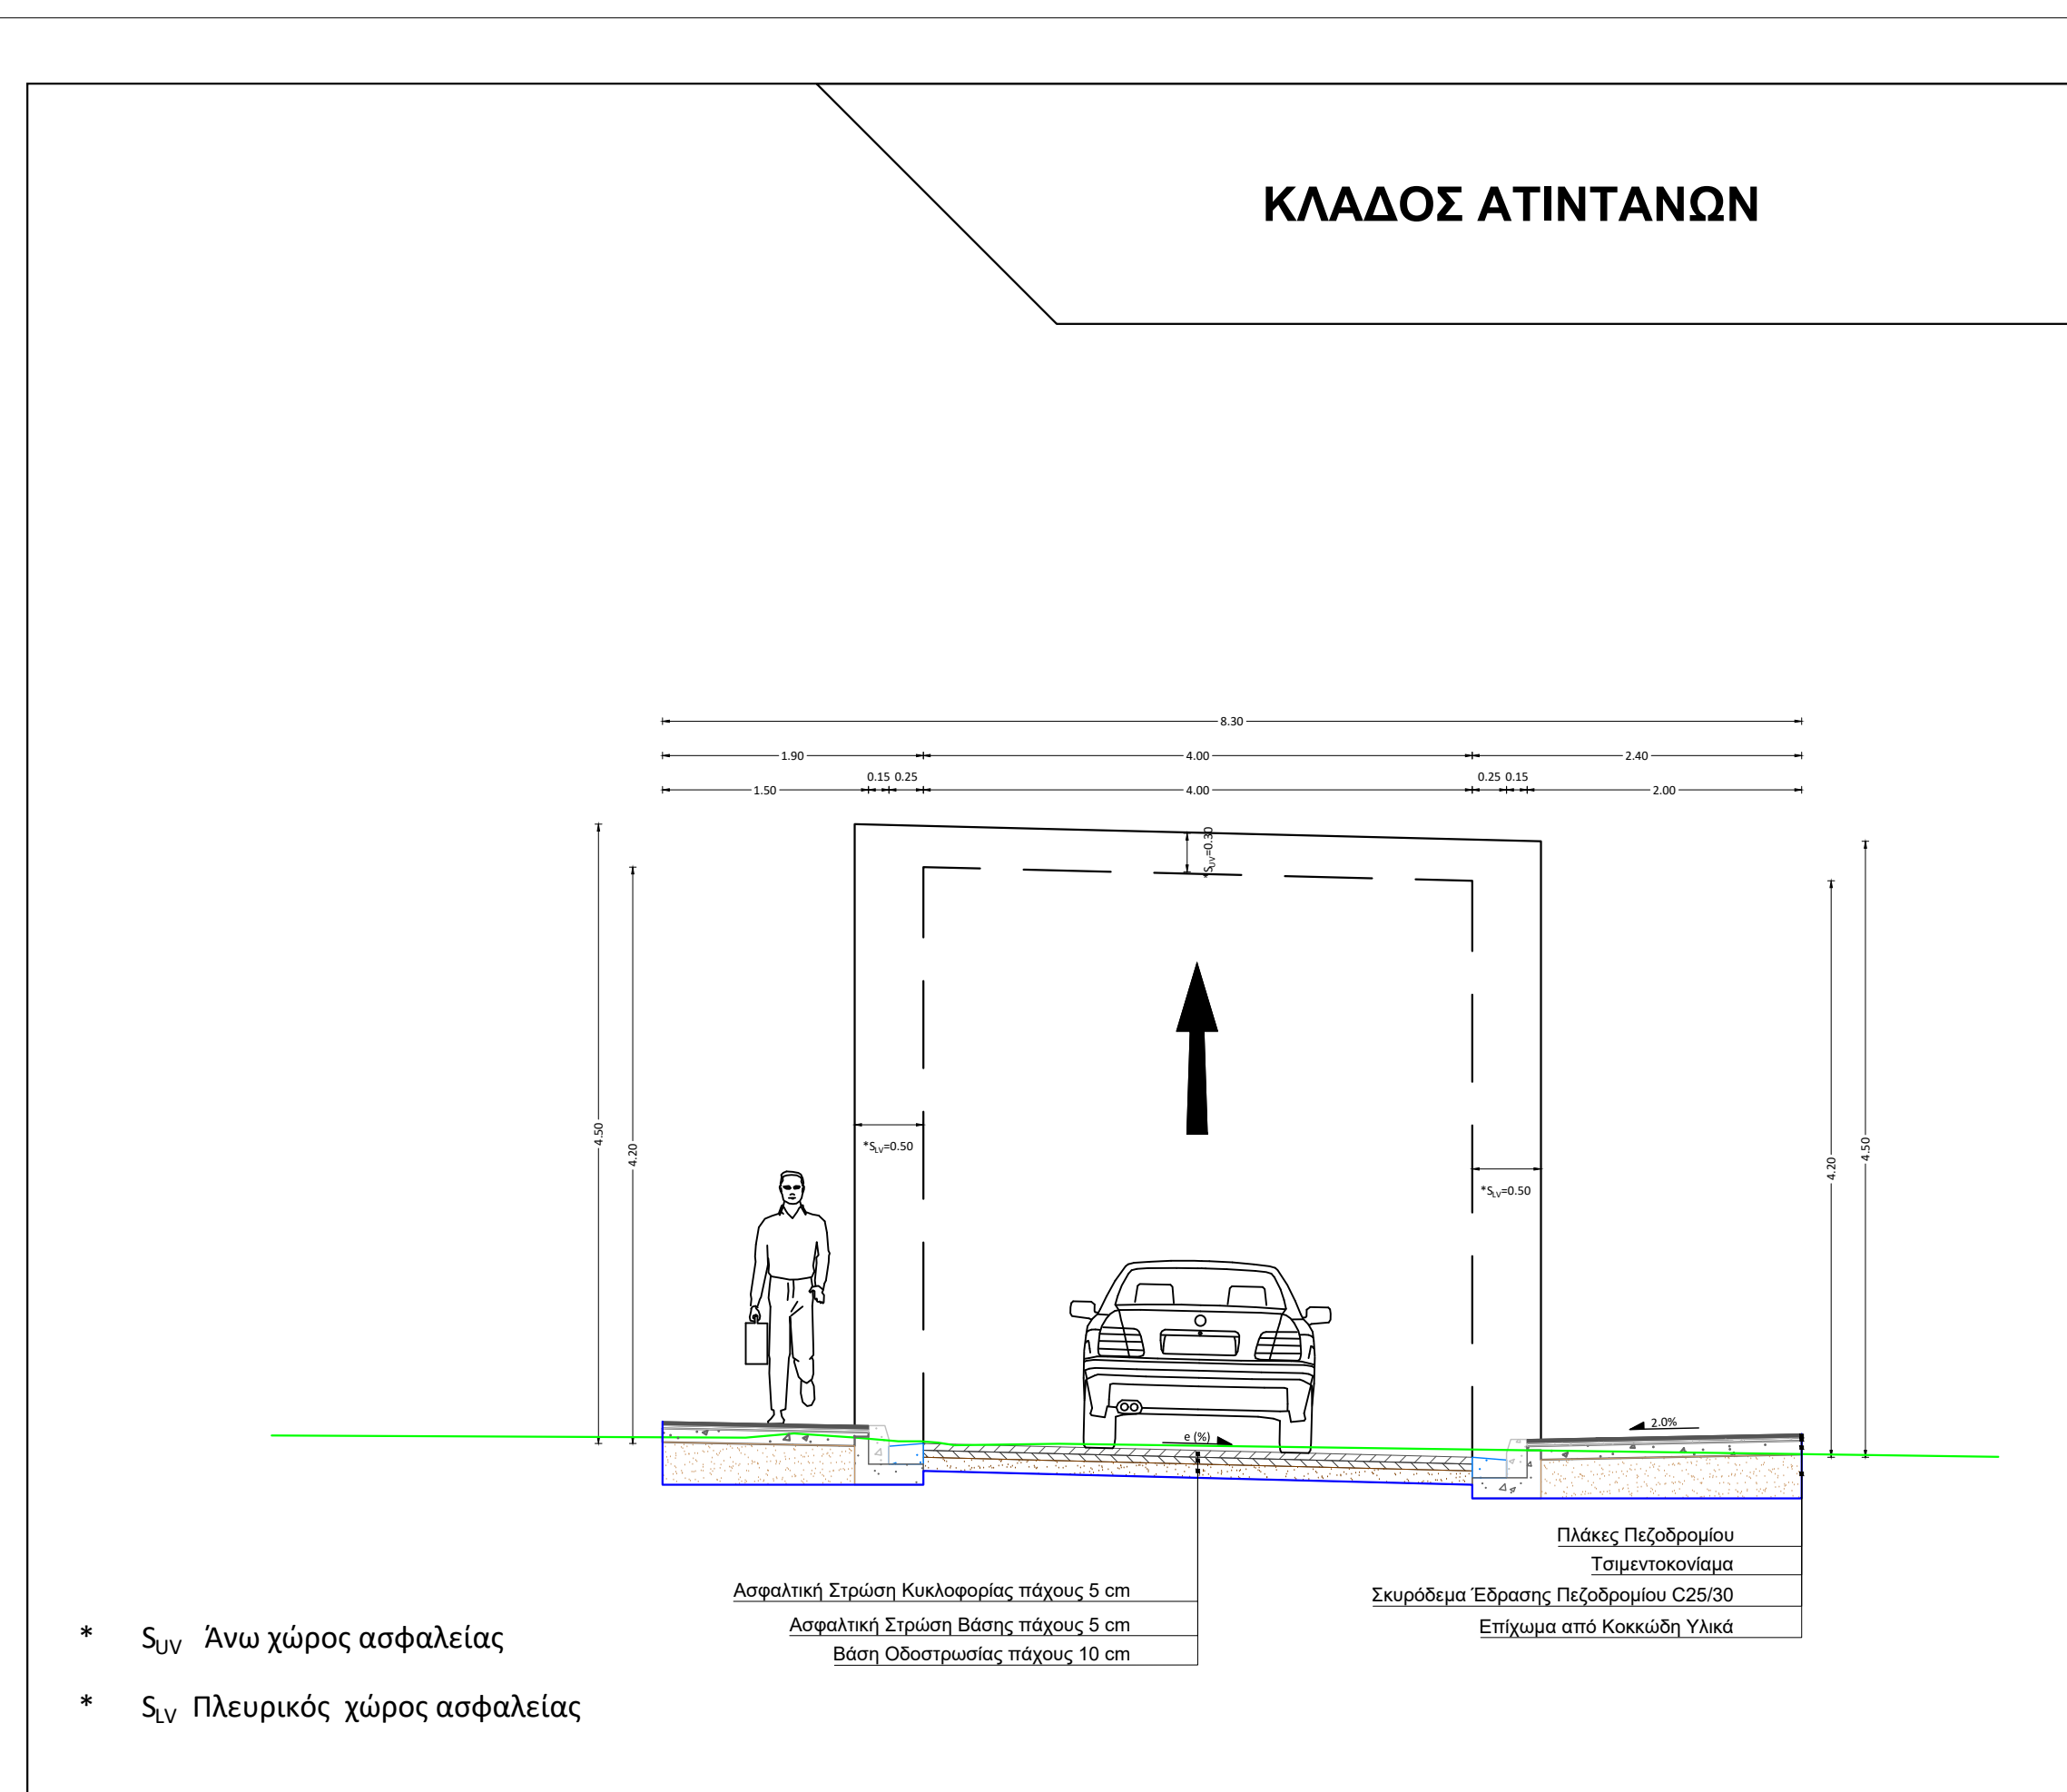 ΚΛΑΔΟΣ ΑΤΙΝΤΑΝΩΝ
8.30
1.90 4.00 2.40
0.15 0.25 0.25 0.15
1.50 4.00 2.00
*SUV=0.30
4.50
4.20
*SLV=0.50
*SLV=0.50
4.20
4.50
2.0%
e (%)
Πλάκες Πεζοδρομίου
Τσιμεντοκονίαμα
Σκυρόδεμα Έδρασης Πεζοδρομίου C25/30
Επίχωμα από Κοκκώδη Υλικά
Ασφαλτική Στρώση Κυκλοφορίας πάχους 5 cm
Ασφαλτική Στρώση Βάσης πάχους 5 cm
Βάση Οδοστρωσίας πάχους 10 cm
* SUV Άνω χώρος ασφαλείας
* SLV Πλευρικός χώρος ασφαλείας